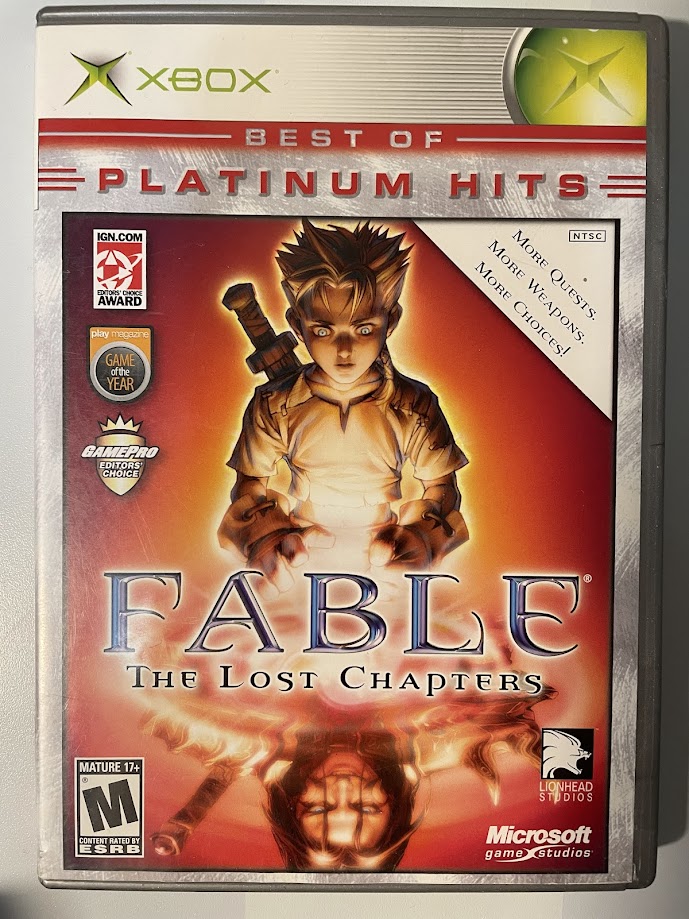 XBOX
BEST OF
PLATINUM HITS
IGN.COM
EDITORS' CHOICE
AWARD
play magazine
GAME
of the
YEAR
GAMEPRO
EDITORS'
CHOICE
NTSC
MORE QUESTS.
MORE WEAPONS.
MORE CHOICES!
FABLE®
THE LOST CHAPTERS
MATURE 17+
M
®
CONTENT RATED BY
ESRB
LIONHEAD
STUDIOS
Microsoft
game studios